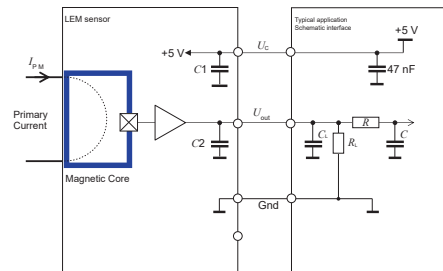 LEM sensor
Typical application
Schematic interface
+5 V
+5 V
U_C
I_PM
C1
47 nF
Primary
Current
U_out
C2
C_L
R_L
R
C
Magnetic Core
Gnd